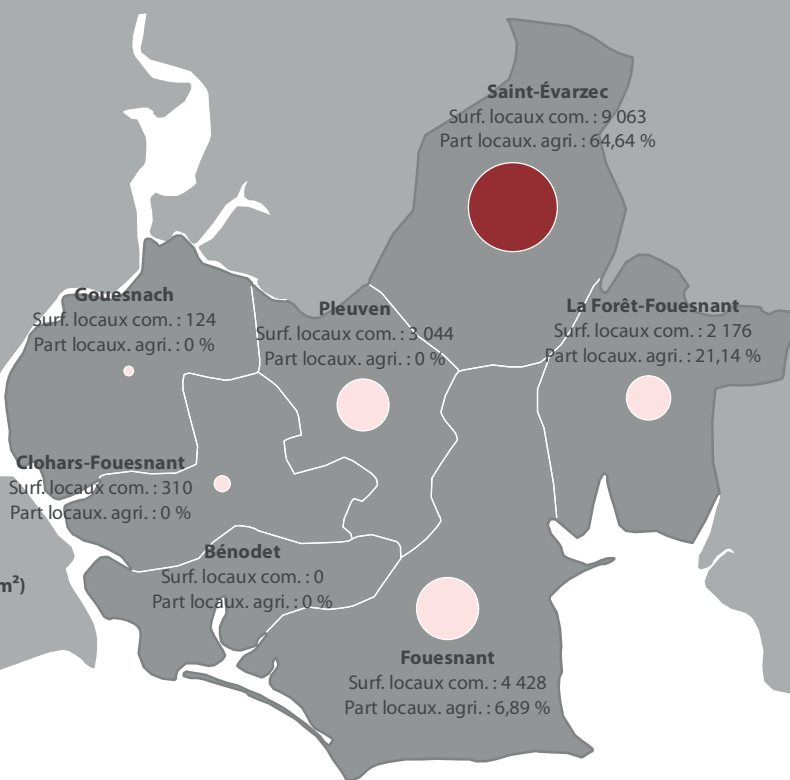 Saint-Évarzec
Surf. locaux com. : 9 063
Part locaux. agri. : 64,64 %
Gouesnach
Surf. locaux com. : 124
Part locaux. agri. : 0 %
Pleuven
Surf. locaux com. : 3 044
Part locaux. agri. : 0 %
La Forêt-Fouesnant
Surf. locaux com. : 2 176
Part locaux. agri. : 21,14 %
Clohars-Fouesnant
Surf. locaux com. : 310
Part locaux. agri. : 0 %
Bénodet
Surf. locaux com. : 0
Part locaux. agri. : 0 %
m²)
Fouesnant
Surf. locaux com. : 4 428
Part locaux. agri. : 6,89 %